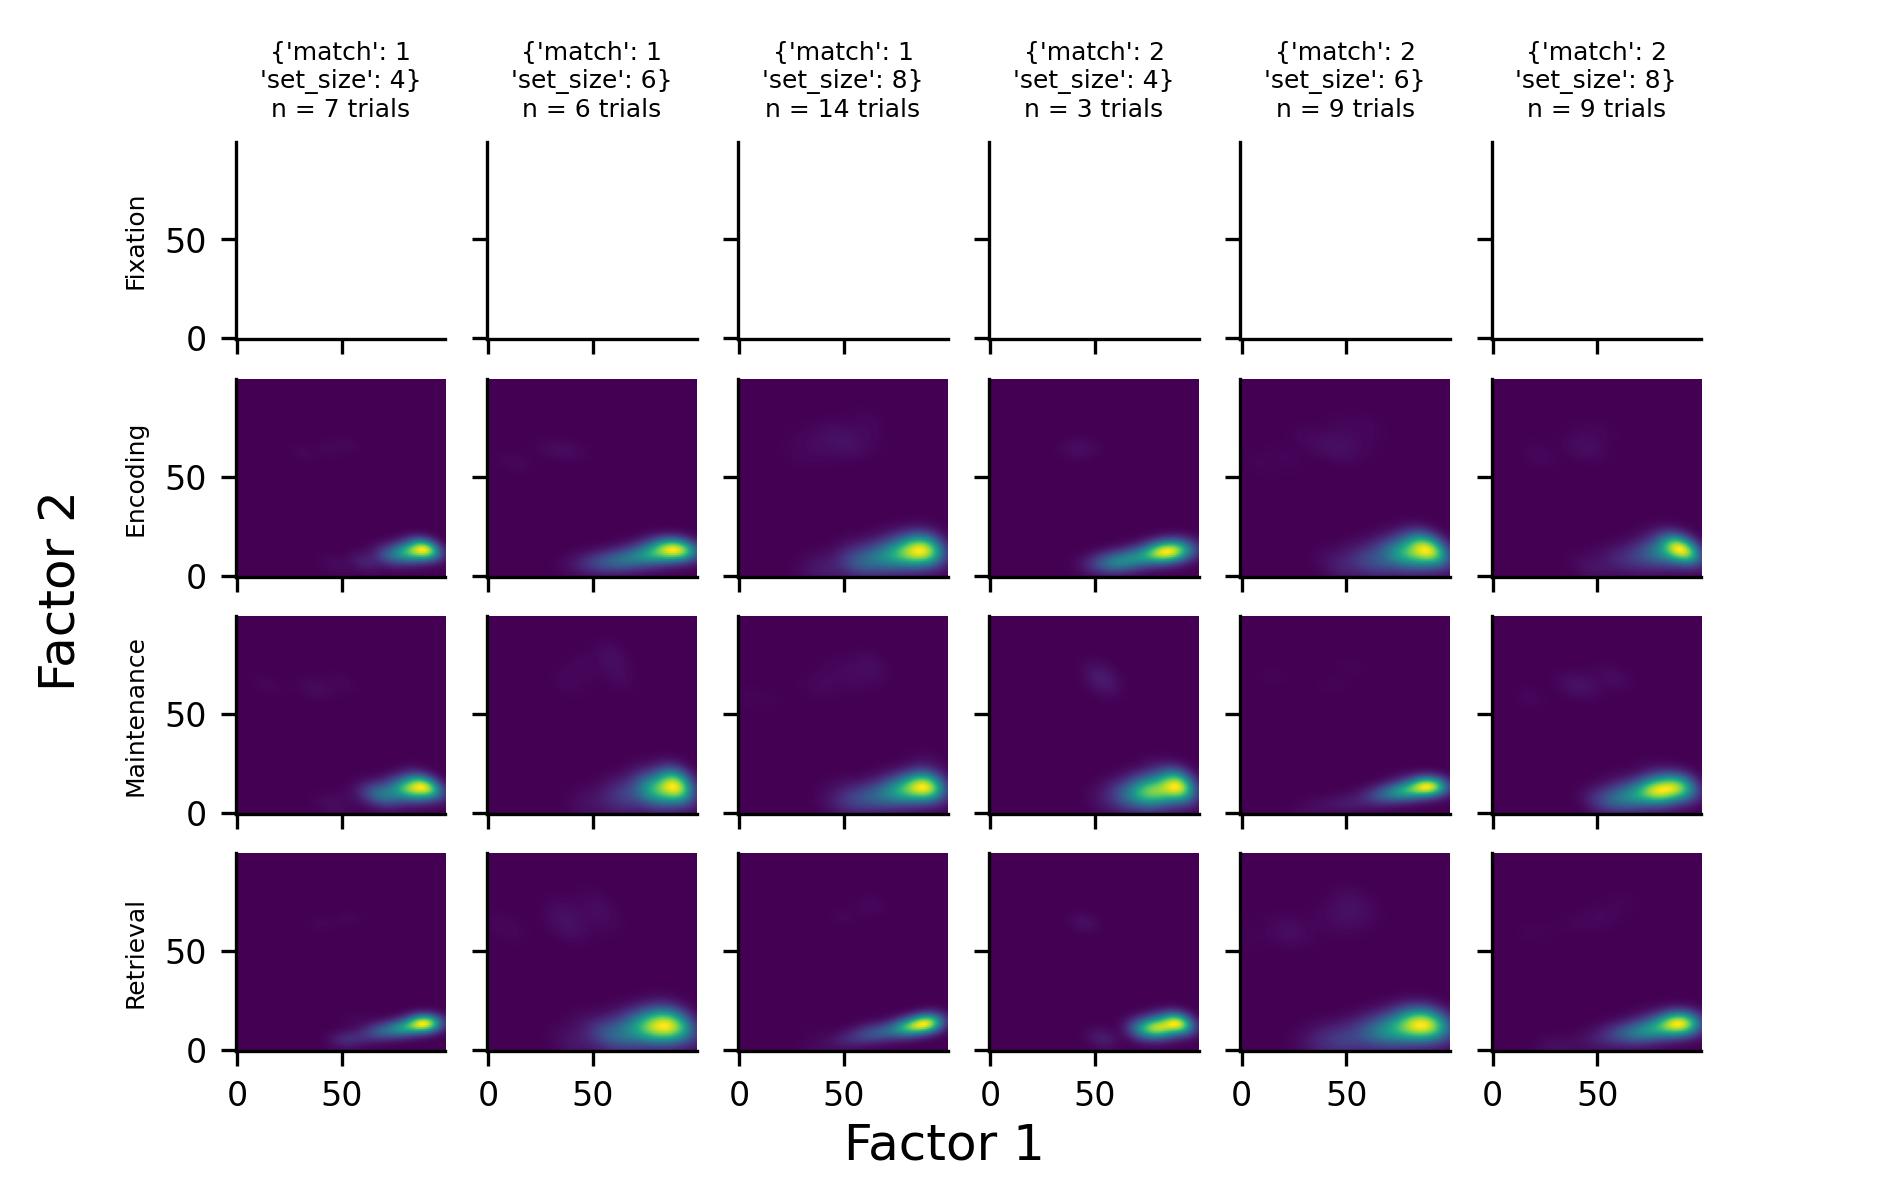 {'match': 1
'set_size': 4}
n = 7 trials
{'match': 1
'set_size': 6}
n = 6 trials
{'match': 1
'set_size': 8}
n = 14 trials
{'match': 2
'set_size': 4}
n = 3 trials
{'match': 2
'set_size': 6}
n = 9 trials
{'match': 2
'set_size': 8}
n = 9 trials
Factor 2
Fixation
50
0
Encoding
50
0
Maintenance
50
0
Retrieval
50
0
0 50 0 50 0 50 0 50 0 50 0 50
Factor 1